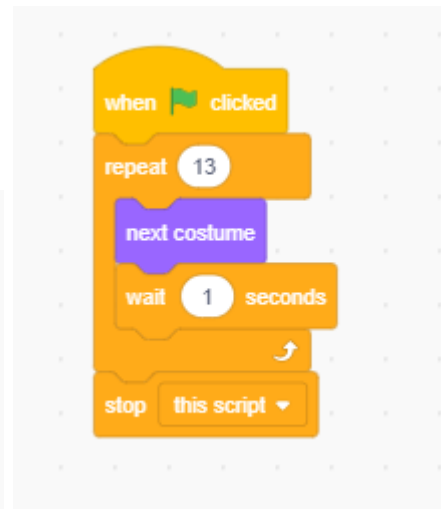 when clicked
repeat 13
next costume
wait 1 seconds
stop this script